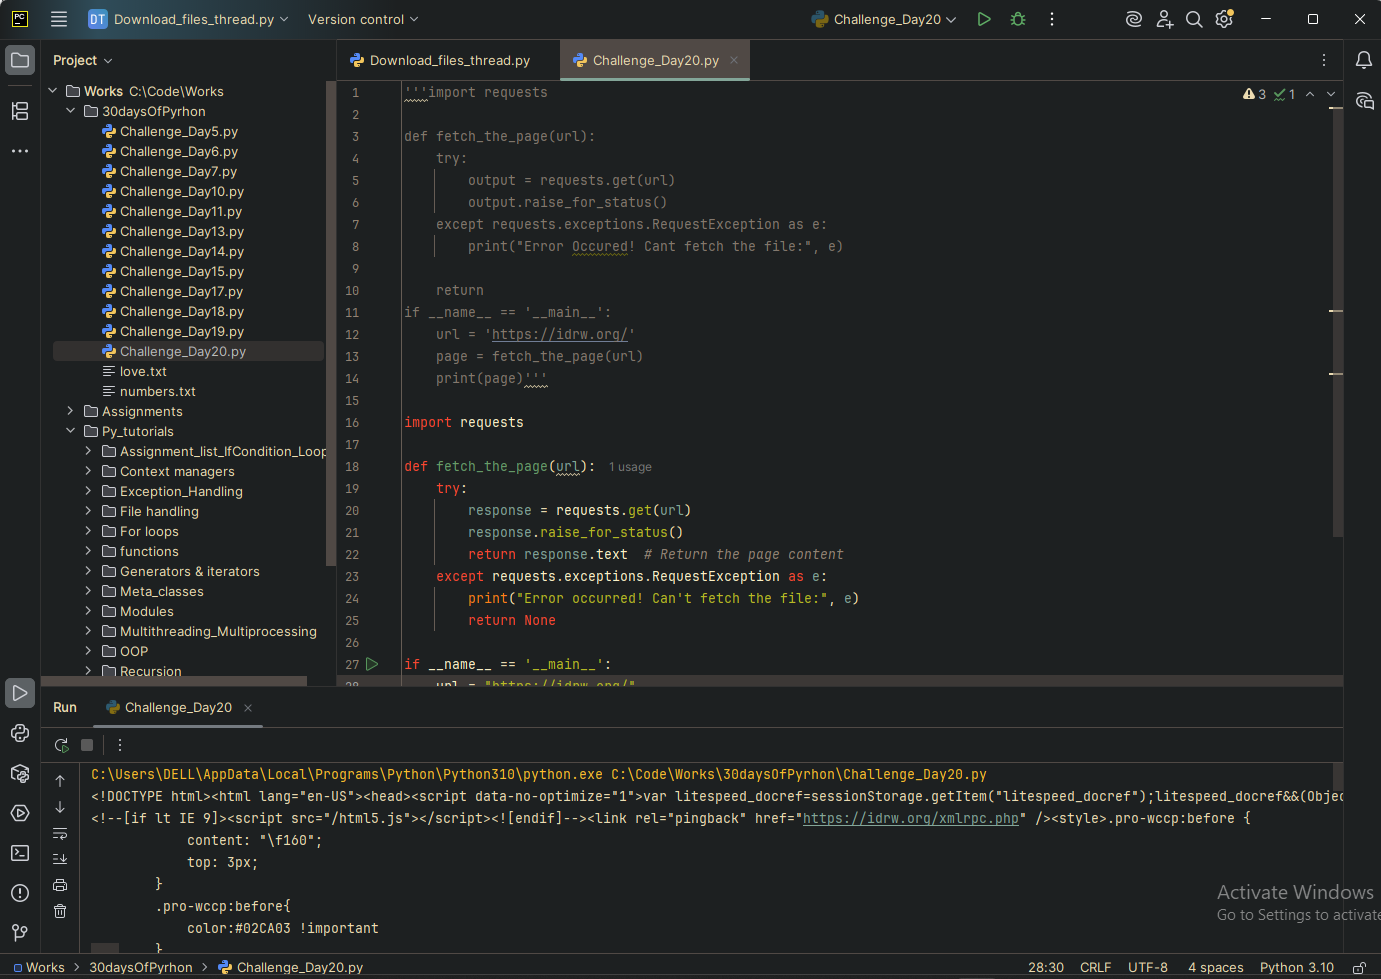 PC DT Download_files_thread.py Version control Challenge_Day20
Project
Download_files_thread.py Challenge_Day20.py
Works C:\Code\Works
30daysOfPyrhon
Challenge_Day5.py
Challenge_Day6.py
Challenge_Day7.py
Challenge_Day10.py
Challenge_Day11.py
Challenge_Day13.py
Challenge_Day14.py
Challenge_Day15.py
Challenge_Day17.py
Challenge_Day18.py
Challenge_Day19.py
Challenge_Day20.py
love.txt
numbers.txt
Assignments
Py_tutorials
Assignment_list_IfCondition_Loop
Context managers
Exception_Handling
File handling
For loops
functions
Generators & iterators
Meta_classes
Modules
Multithreading_Multiprocessing
OOP
Recursion
3 1
1 '''import requests
2
3 def fetch_the_page(url):
4 try:
5 output = requests.get(url)
6 output.raise_for_status()
7 except requests.exceptions.RequestException as e:
8 print("Error Occured! Cant fetch the file:", e)
9
10 return
11 if __name__ == '__main__':
12 url = 'https://idrw.org/'
13 page = fetch_the_page(url)
14 print(page)'''
15
16 import requests
17
18 def fetch_the_page(url): 1 usage
19 try:
20 response = requests.get(url)
21 response.raise_for_status()
22 return response.text # Return the page content
23 except requests.exceptions.RequestException as e:
24 print("Error occurred! Can't fetch the file:", e)
25 return None
26
27 if __name__ == '__main__':
28 url = "https://idrw.org/"
Run Challenge_Day20
C:\Users\DELL\AppData\Local\Programs\Python\Python310\python.exe C:\Code\Works\30daysOfPyrhon\Challenge_Day20.py
<!DOCTYPE html><html lang="en-US"><head><script data-no-optimize="1">var litespeed_docref=sessionStorage.getItem("litespeed_docref");litespeed_docref&&(Objec
<!--[if lt IE 9]><script src="/html5.js"></script><![endif]--><link rel="pingback" href="https://idrw.org/xmlrpc.php" /><style>.pro-wccp:before {
content: "\f160";
top: 3px;
}
.pro-wccp:before{
color:#02CA03 !important
}
Activate Windows
Go to Settings to activate
Works 30daysOfPyrhon Challenge_Day20.py 28:30 CRLF UTF-8 4 spaces Python 3.10